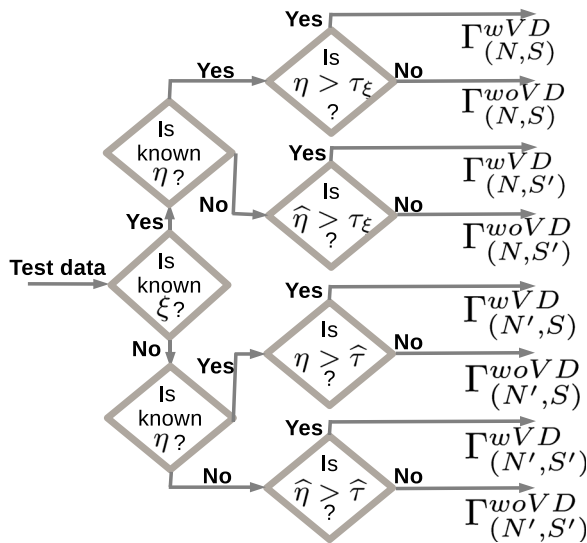 Yes
Γ^{wVD}_{(N,S)}
Is
η > τ_ξ
?
Yes
No
Γ^{woVD}_{(N,S)}
Is
known
η?
Yes
Γ^{wVD}_{(N,S')}
Is
η̂ > τ_ξ
?
No
No
Γ^{woVD}_{(N,S')}
Yes
Test data
Is
known
ξ?
Yes
Γ^{wVD}_{(N',S)}
Is
η > τ̂
?
No
Yes
No
Γ^{woVD}_{(N',S)}
Is
known
η?
Yes
Γ^{wVD}_{(N',S')}
Is
η̂ > τ̂
?
No
No
Γ^{woVD}_{(N',S')}